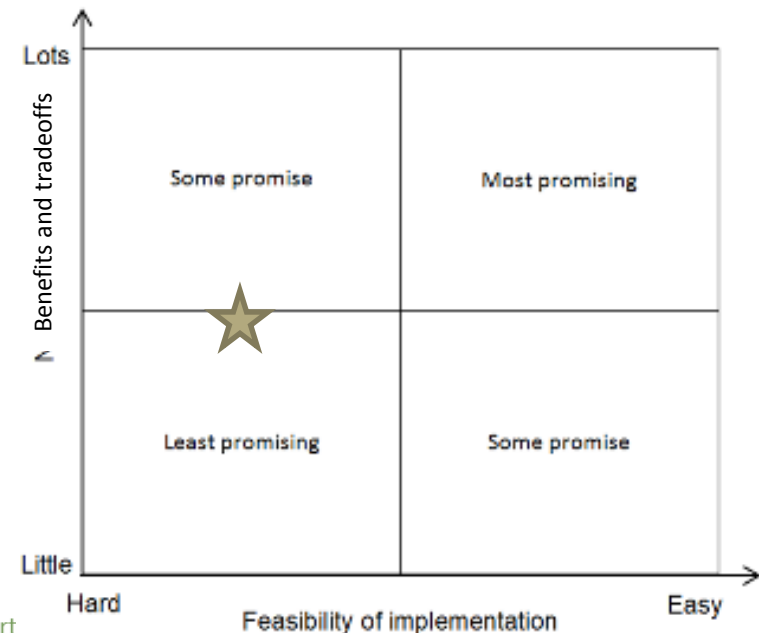 Lots
Benefits and tradeoffs
Some promise
Most promising
Least promising
Some promise
Little
Hard
Easy
Feasibility of implementation